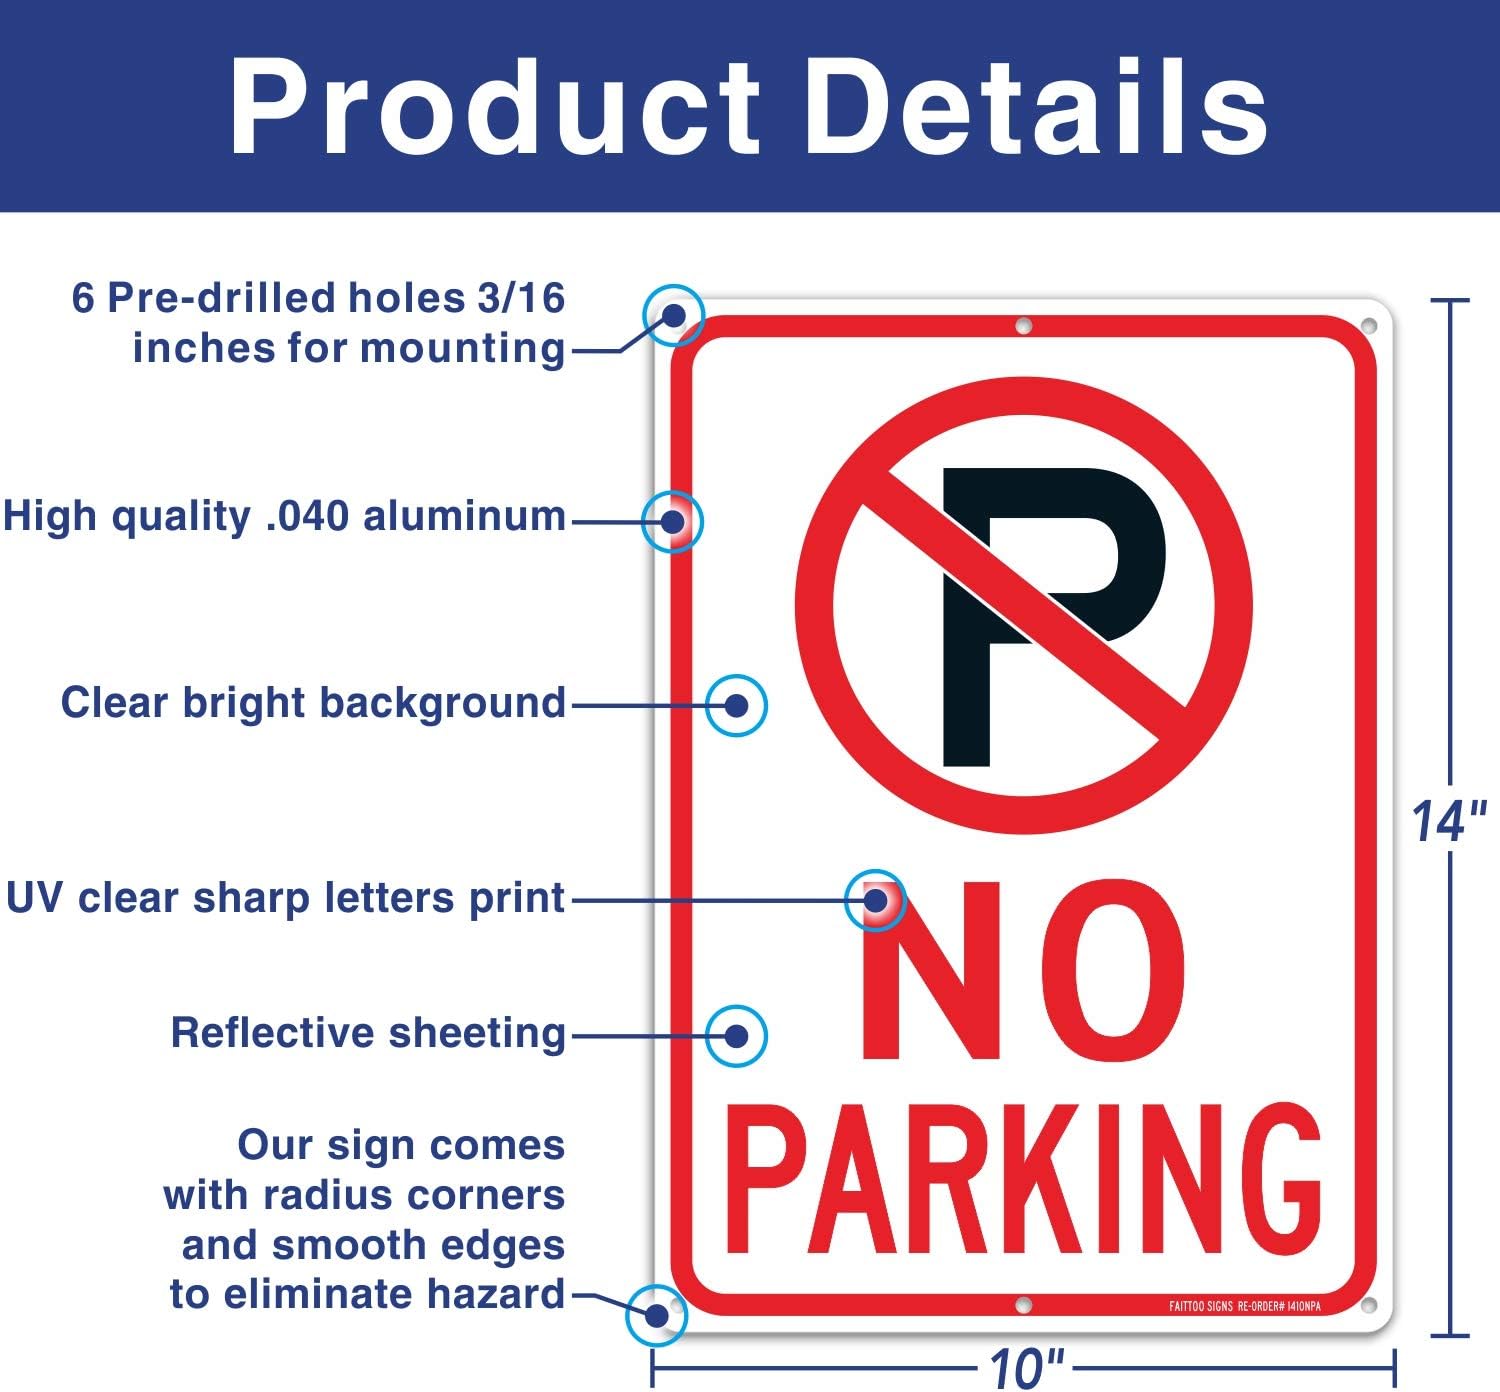 Product Details
6 Pre-drilled holes 3/16
inches for mounting
High quality .040 aluminum
Clear bright background
UV clear sharp letters print
Reflective sheeting
Our sign comes
with radius corners
and smooth edges
to eliminate hazard
P
NO
PARKING
FAITTOO SIGNS RE-ORDER# 1410NPA
14"
10"